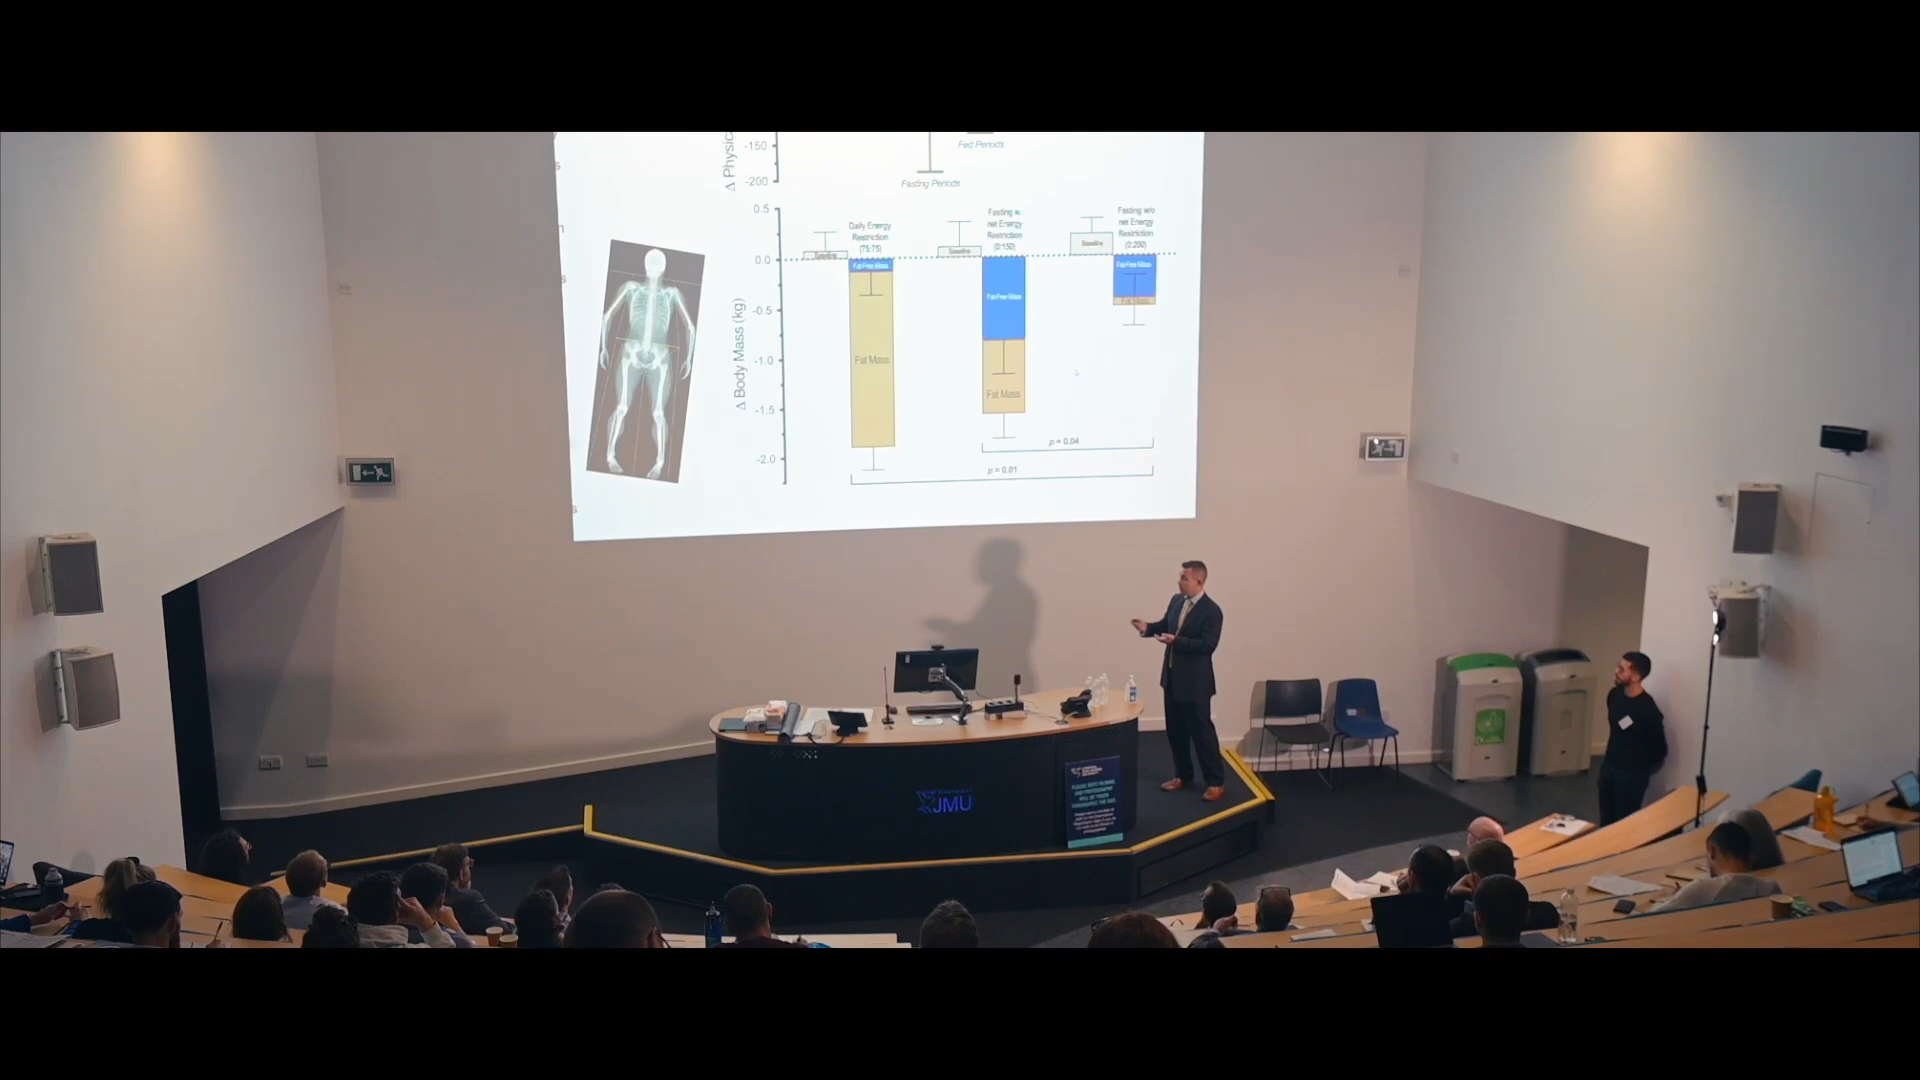 Δ Physic
-150
-200
Fed Periods
Fasting Periods
Δ Body Mass (kg)
0.5
0.0
-0.5
-1.0
-1.5
-2.0
Baseline
Daily Energy
Restriction
(75:75)
Fat-Free Mass
Fat Mass
Baseline
Fasting w.
net Energy
Restriction
(0:150)
Fat-Free Mass
Fat Mass
Baseline
Fasting w/o
net Energy
Restriction
(0:200)
Fat-Free Mass
Fat Mass
p = 0.04
p = 0.01
JMU